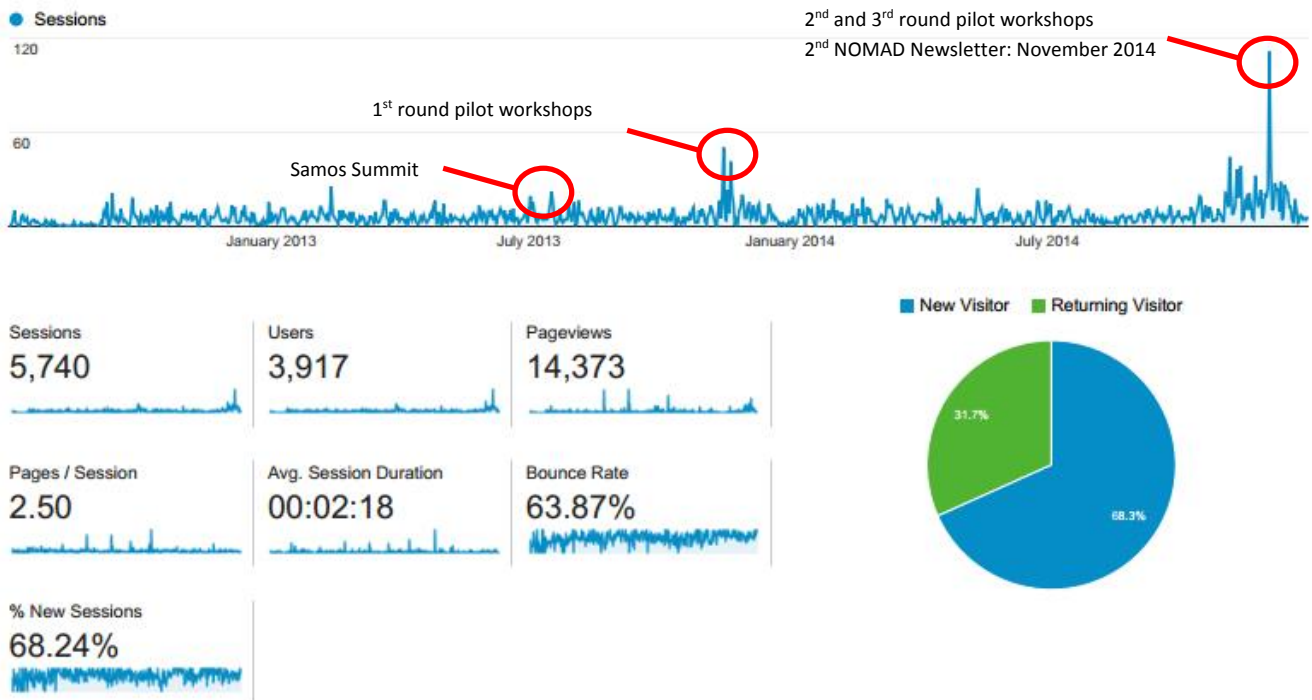 Sessions
120
60
2nd and 3rd round pilot workshops
2nd NOMAD Newsletter: November 2014
1st round pilot workshops
Samos Summit
January 2013
July 2013
January 2014
July 2014
Sessions
5,740
Users
3,917
Pageviews
14,373
Pages / Session
2.50
Avg. Session Duration
00:02:18
Bounce Rate
63.87%
% New Sessions
68.24%
New Visitor
Returning Visitor
31.7%
68.3%